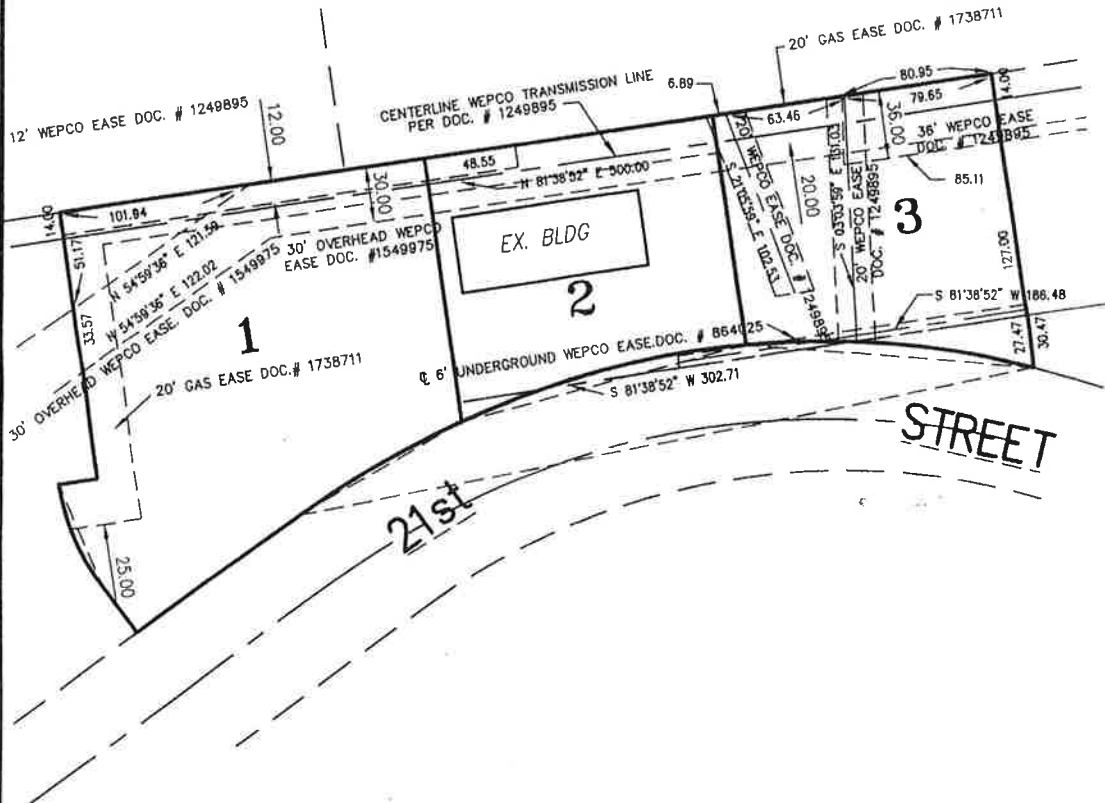 20' GAS EASE DOC. # 1738711
12' WEPCO EASE DOC. # 1249895
12.00
CENTERLINE WEPCO TRANSMISSION LINE
PER DOC. # 1249895
6.89
80.95
79.65
14.00
63.46
36.00
36' WEPCO EASE
DOC. # 1249895
85.11
48.55
N 81°38'52" E 500.00
30.00
20' WEPCO EASE DOC. # 1249895
S 21°05'59" E 102.53
20.00
20' WEPCO EASE
DOC. # 1249895
3
14.00
101.94
51.17
N 54°59'36" E 121.59
N 54°59'36" E 122.02
30' OVERHEAD WEPCO
EASE DOC. #1549975
30' OVERHEAD WEPCO EASE. DOC. # 1549975
EX. BLDG
2
127.00
S 81°38'52" W 186.48
27.47
30.47
33.57
1
20' GAS EASE DOC.# 1738711
℄ 6' UNDERGROUND WEPCO EASE.DOC. # 864025
S 81°38'52" W 302.71
21st
STREET
25.00